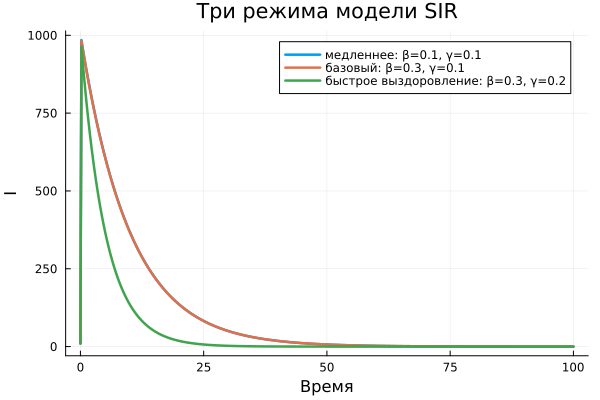 Три режима модели SIR
медленнее: β=0.1, γ=0.1
базовый: β=0.3, γ=0.1
быстрое выздоровление: β=0.3, γ=0.2
1000
750
500
250
0
I
0
25
50
75
100
Время